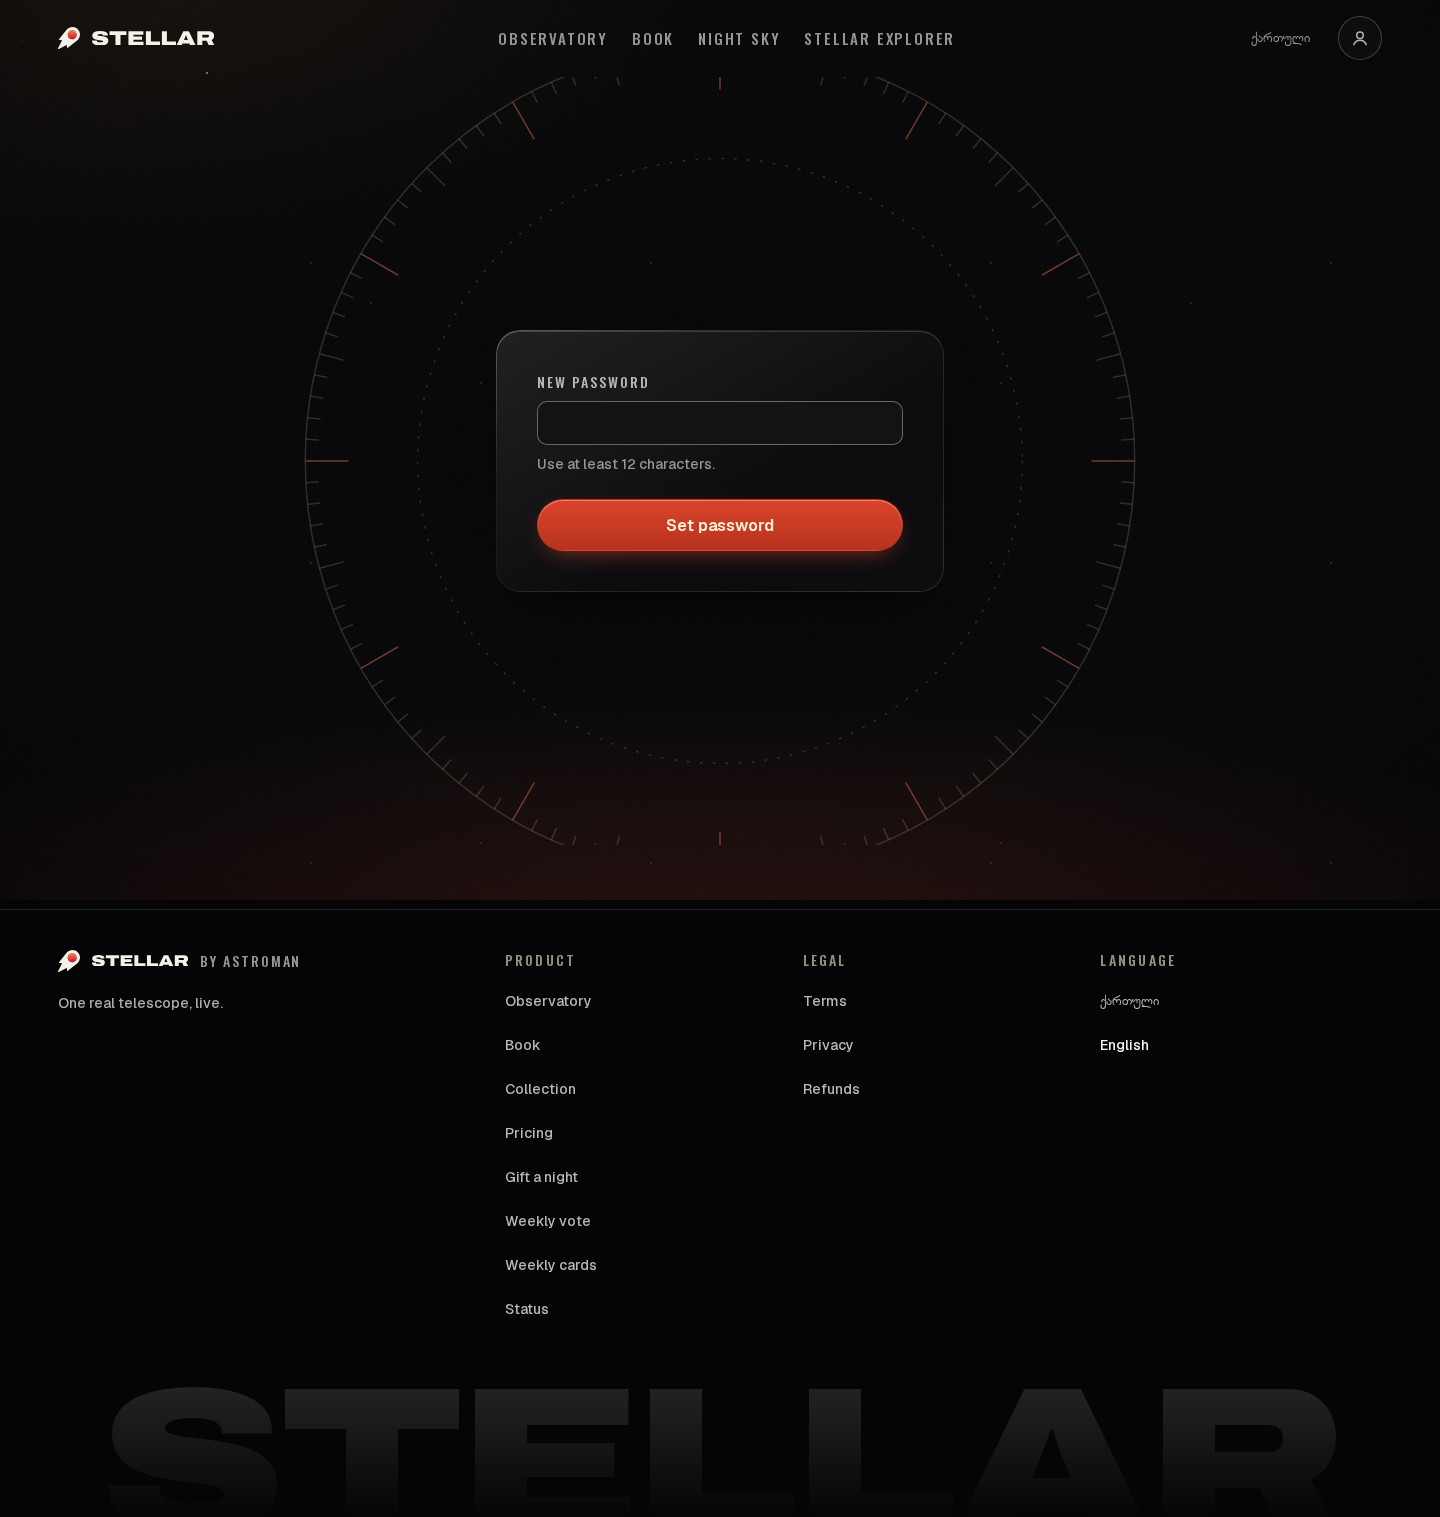 STELLAR
OBSERVATORY BOOK NIGHT SKY STELLAR EXPLORER
ქართული
NEW PASSWORD
Use at least 12 characters.
Set password
STELLAR BY ASTROMAN
One real telescope, live.
PRODUCT
Observatory
Book
Collection
Pricing
Gift a night
Weekly vote
Weekly cards
Status
LEGAL
Terms
Privacy
Refunds
LANGUAGE
ქართული
English
STELLAR